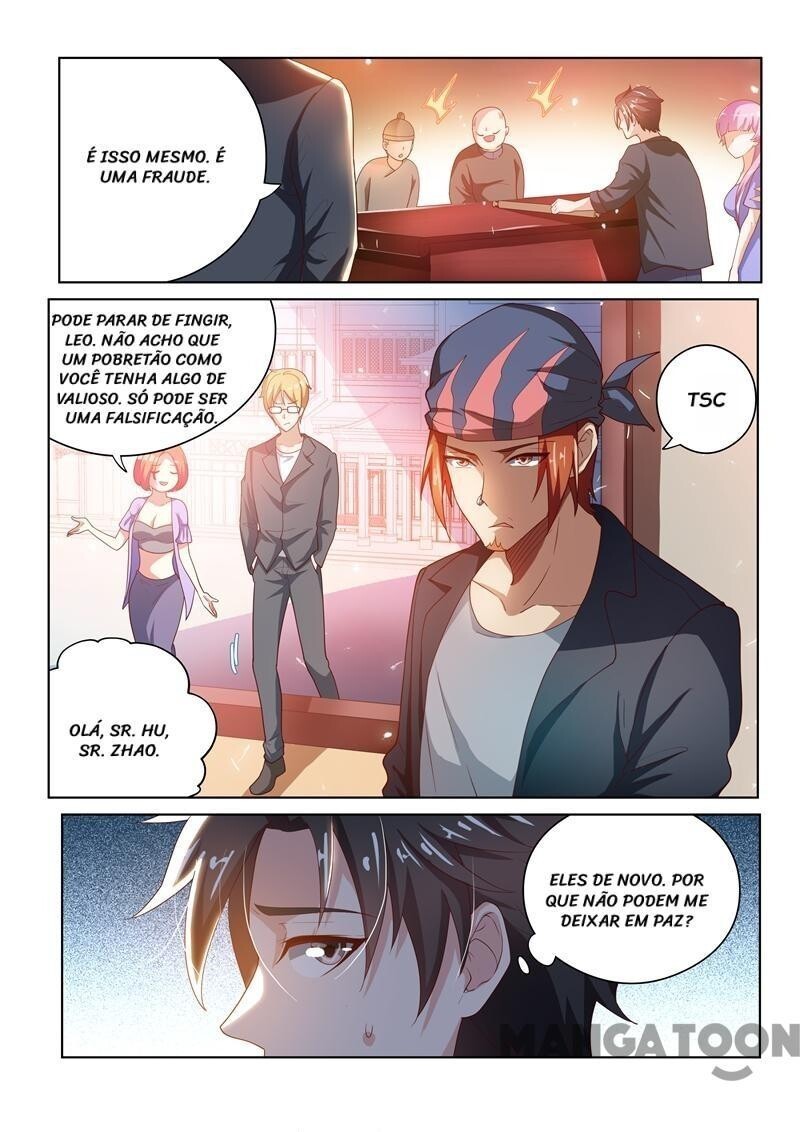 É ISSO MESMO. É
UMA FRAUDE.
PODE PARAR DE FINGIR,
LEO. NÃO ACHO QUE
UM POBRETÃO COMO
VOCÊ TENHA ALGO DE
VALIOSO. SÓ PODE SER
UMA FALSIFICAÇÃO.
TSC
OLÁ, SR. HU,
SR. ZHAO.
ELES DE NOVO. POR
QUE NÃO PODEM ME
DEIXAR EM PAZ?
MANGATOON